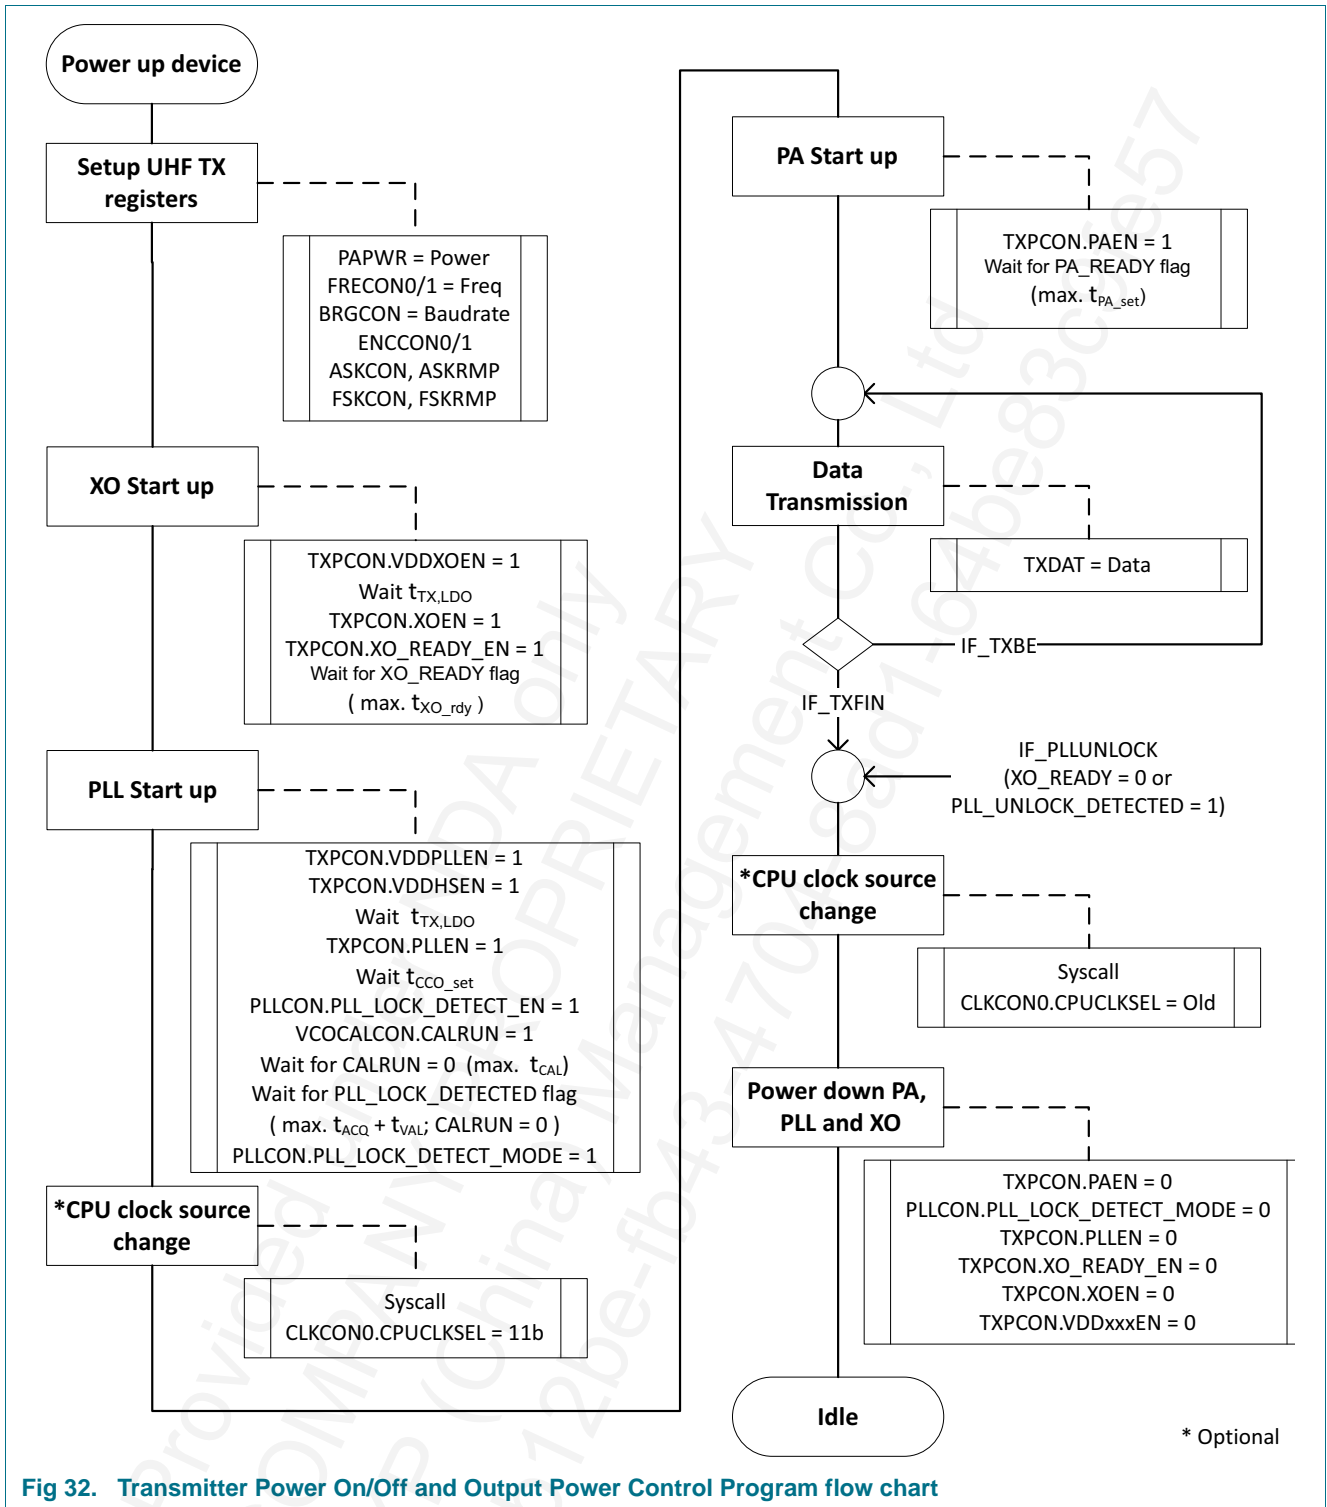 Power up device
Setup UHF TX
registers
PAPWR = Power
FRECON0/1 = Freq
BRGCON = Baudrate
ENCCON0/1
ASKCON, ASKRMP
FSKCON, FSKRMP
XO Start up
TXPCON.VDDXOEN = 1
Wait tTX,LDO
TXPCON.XOEN = 1
TXPCON.XO_READY_EN = 1
Wait for XO_READY flag
( max. tXO_rdy )
PLL Start up
TXPCON.VDDPLLEN = 1
TXPCON.VDDHSEN = 1
Wait tTX,LDO
TXPCON.PLLEN = 1
Wait tCCO_set
PLLCON.PLL_LOCK_DETECT_EN = 1
VCOCALCON.CALRUN = 1
Wait for CALRUN = 0 (max. tCAL)
Wait for PLL_LOCK_DETECTED flag
( max. tACQ + tVAL; CALRUN = 0 )
PLLCON.PLL_LOCK_DETECT_MODE = 1
*CPU clock source
change
Syscall
CLKCON0.CPUCLKSEL = 11b
PA Start up
TXPCON.PAEN = 1
Wait for PA_READY flag
(max. tPA_set)
Data
Transmission
TXDAT = Data
IF_TXBE
IF_TXFIN
IF_PLLUNLOCK
(XO_READY = 0 or
PLL_UNLOCK_DETECTED = 1)
*CPU clock source
change
Syscall
CLKCON0.CPUCLKSEL = Old
Power down PA,
PLL and XO
TXPCON.PAEN = 0
PLLCON.PLL_LOCK_DETECT_MODE = 0
TXPCON.PLLEN = 0
TXPCON.XO_READY_EN = 0
TXPCON.XOEN = 0
TXPCON.VDDxxxEN = 0
Idle
* Optional
Fig 32. Transmitter Power On/Off and Output Power Control Program flow chart